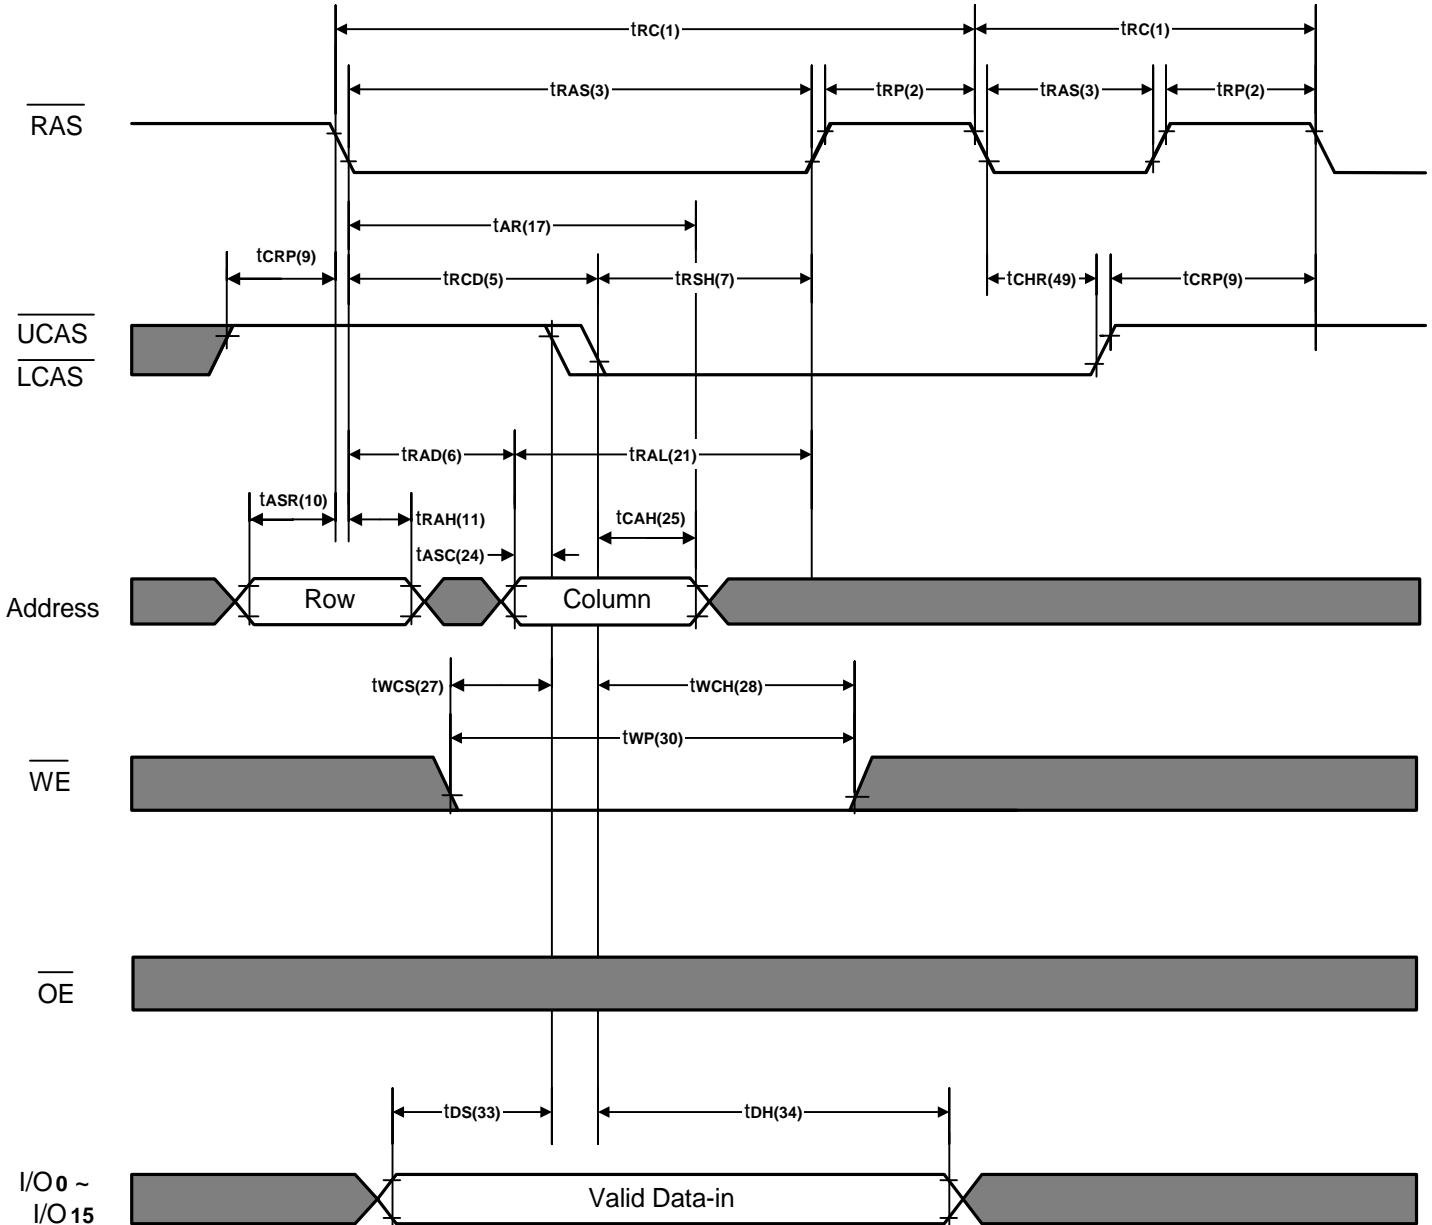 tRC(1) tRC(1)
tRAS(3) tRP(2) tRAS(3) tRP(2)
RAS
tAR(17)
tCRP(9) tRCD(5) tRSH(7) tCHR(49) tCRP(9)
UCAS
LCAS
tRAD(6) tRAL(21)
tASR(10) tRAH(11) tCAH(25)
tASC(24)
Address Row Column
tWCS(27) tWCH(28)
tWP(30)
WE
OE
tDS(33) tDH(34)
I/O 0 ~
I/O 15
Valid Data-in